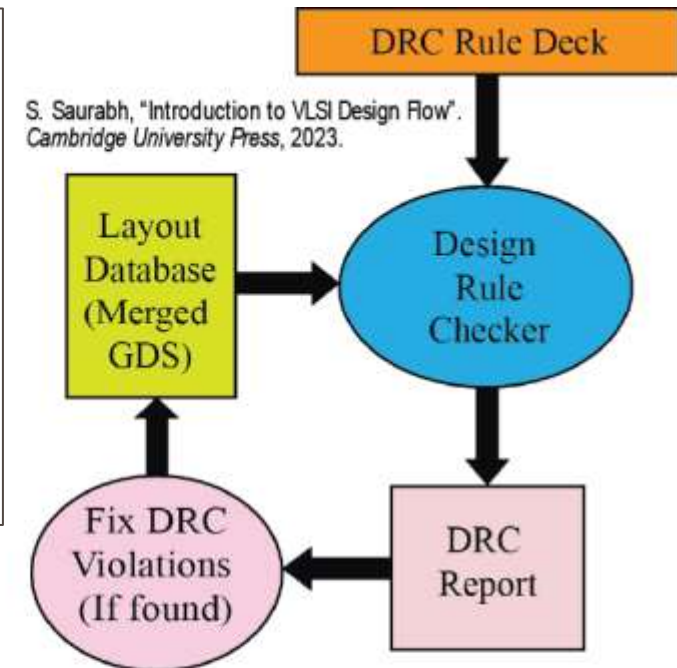 DRC Rule Deck
S. Saurabh, “Introduction to VLSI Design Flow”.
Cambridge University Press, 2023.
Layout
Database
(Merged
GDS)
Design
Rule
Checker
Fix DRC
Violations
(If found)
DRC
Report